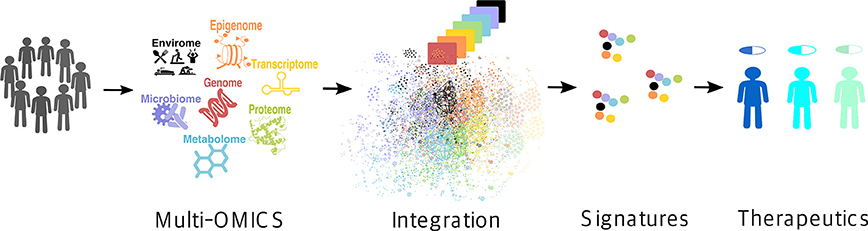 Epigenome
Envirome
Transcriptome
Genome
Microbiome
Proteome
Metabolome
Multi-OMICS
Integration
Signatures
Therapeutics